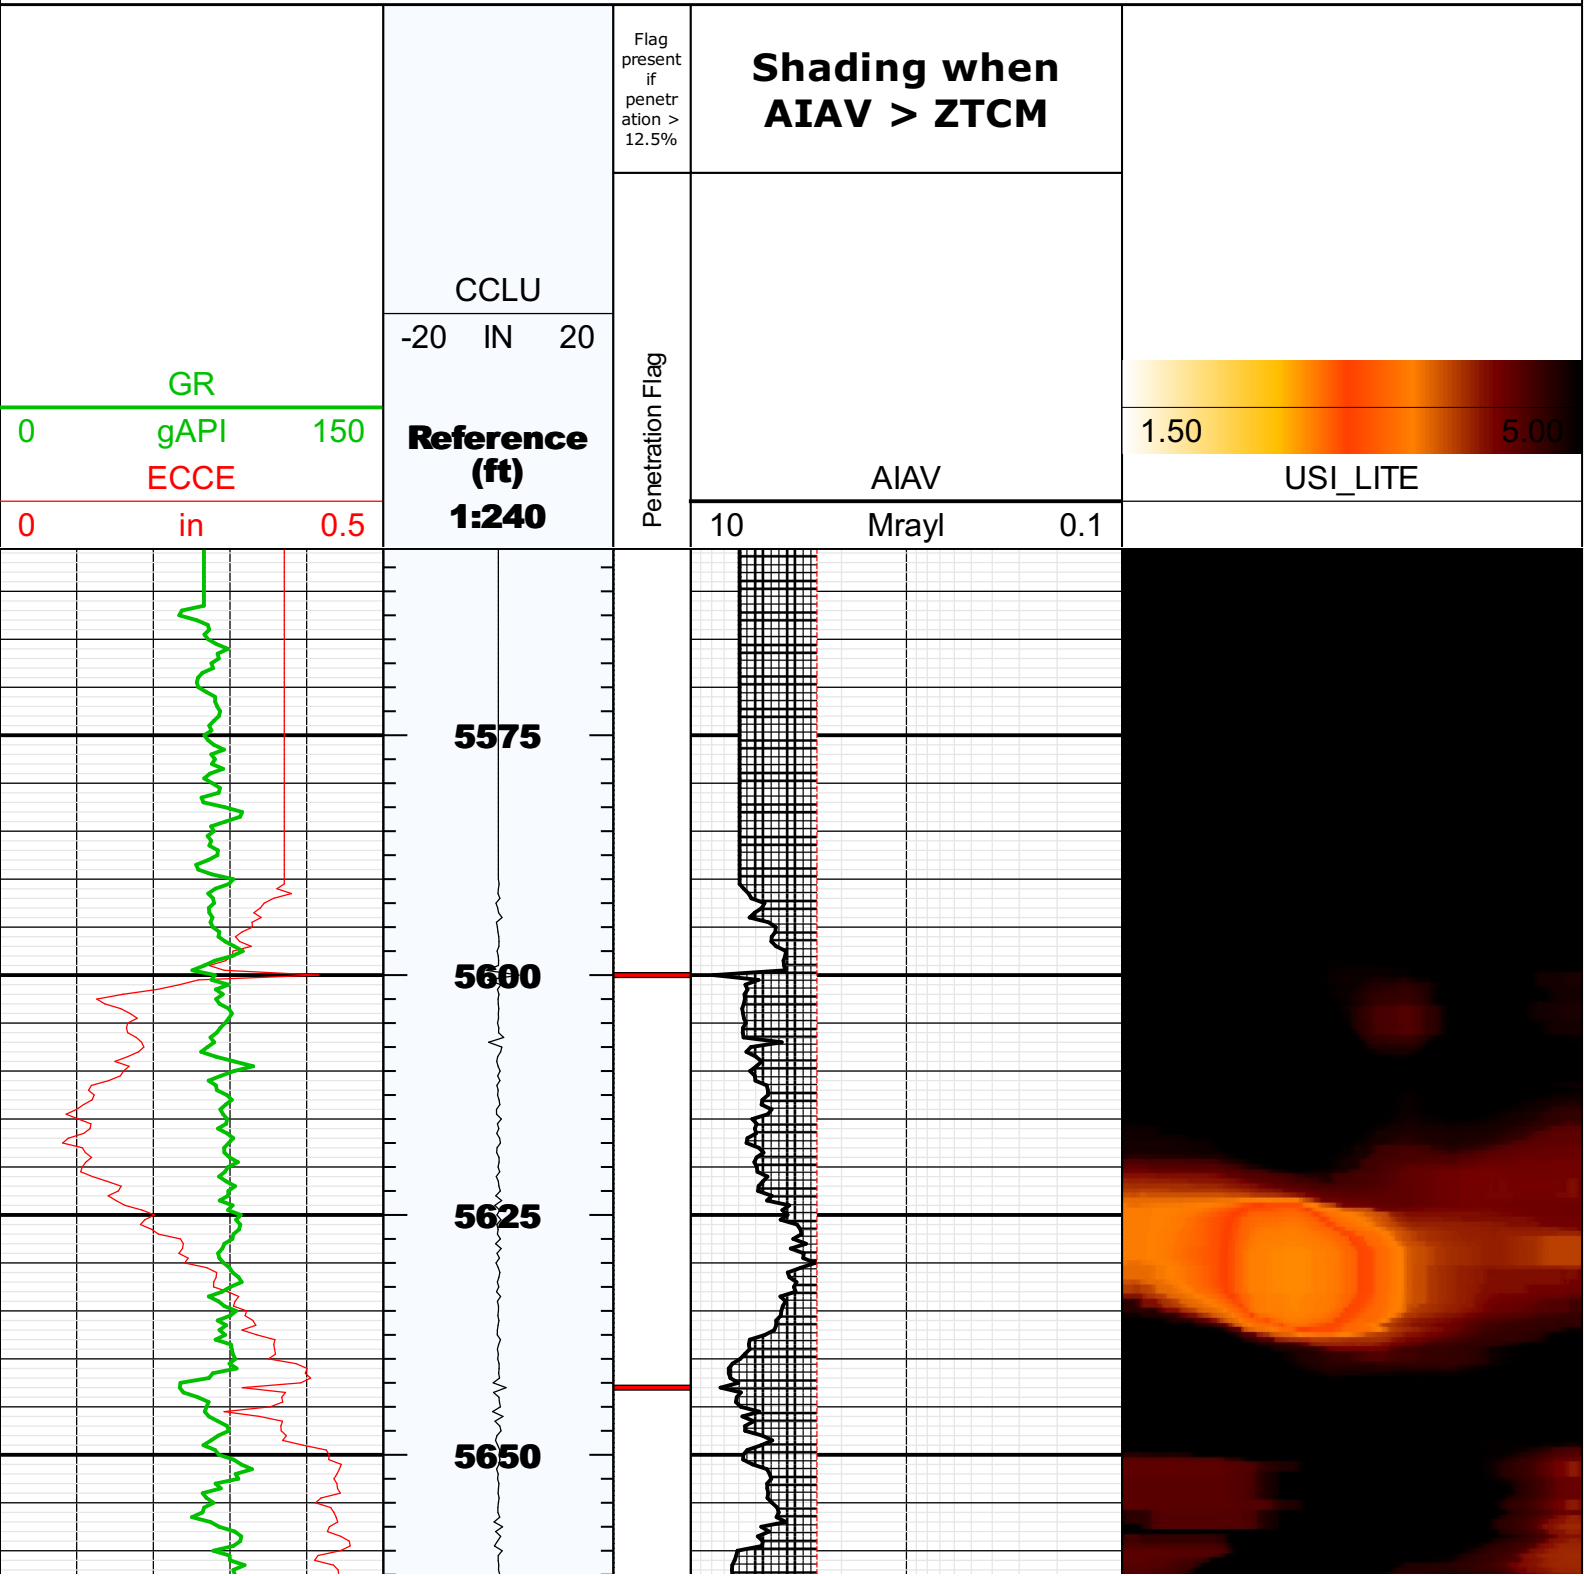 Flag
present
if
penetr
ation >
12.5%
Shading when
AIAV > ZTCM
CCLU
-20 IN 20
GR
0 gAPI 150
ECCE
0 in 0.5
Reference
(ft)
1:240
Penetration Flag
AIAV
10 Mrayl 0.1
1.50 5.00
USI_LITE
5575
5600
5625
5650